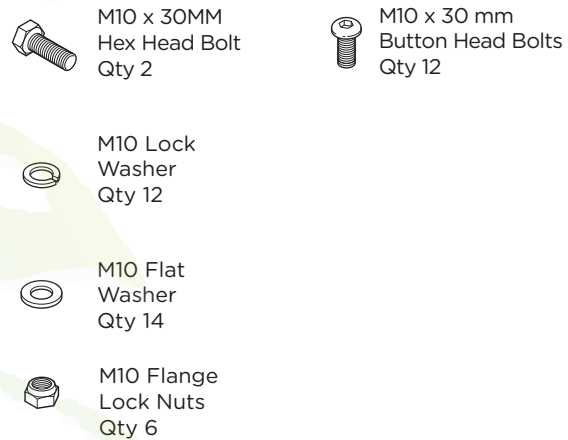 M10 x 30MM
Hex Head Bolt
Qty 2
M10 x 30 mm
Button Head Bolts
Qty 12
M10 Lock
Washer
Qty 12
M10 Flat
Washer
Qty 14
M10 Flange
Lock Nuts
Qty 6